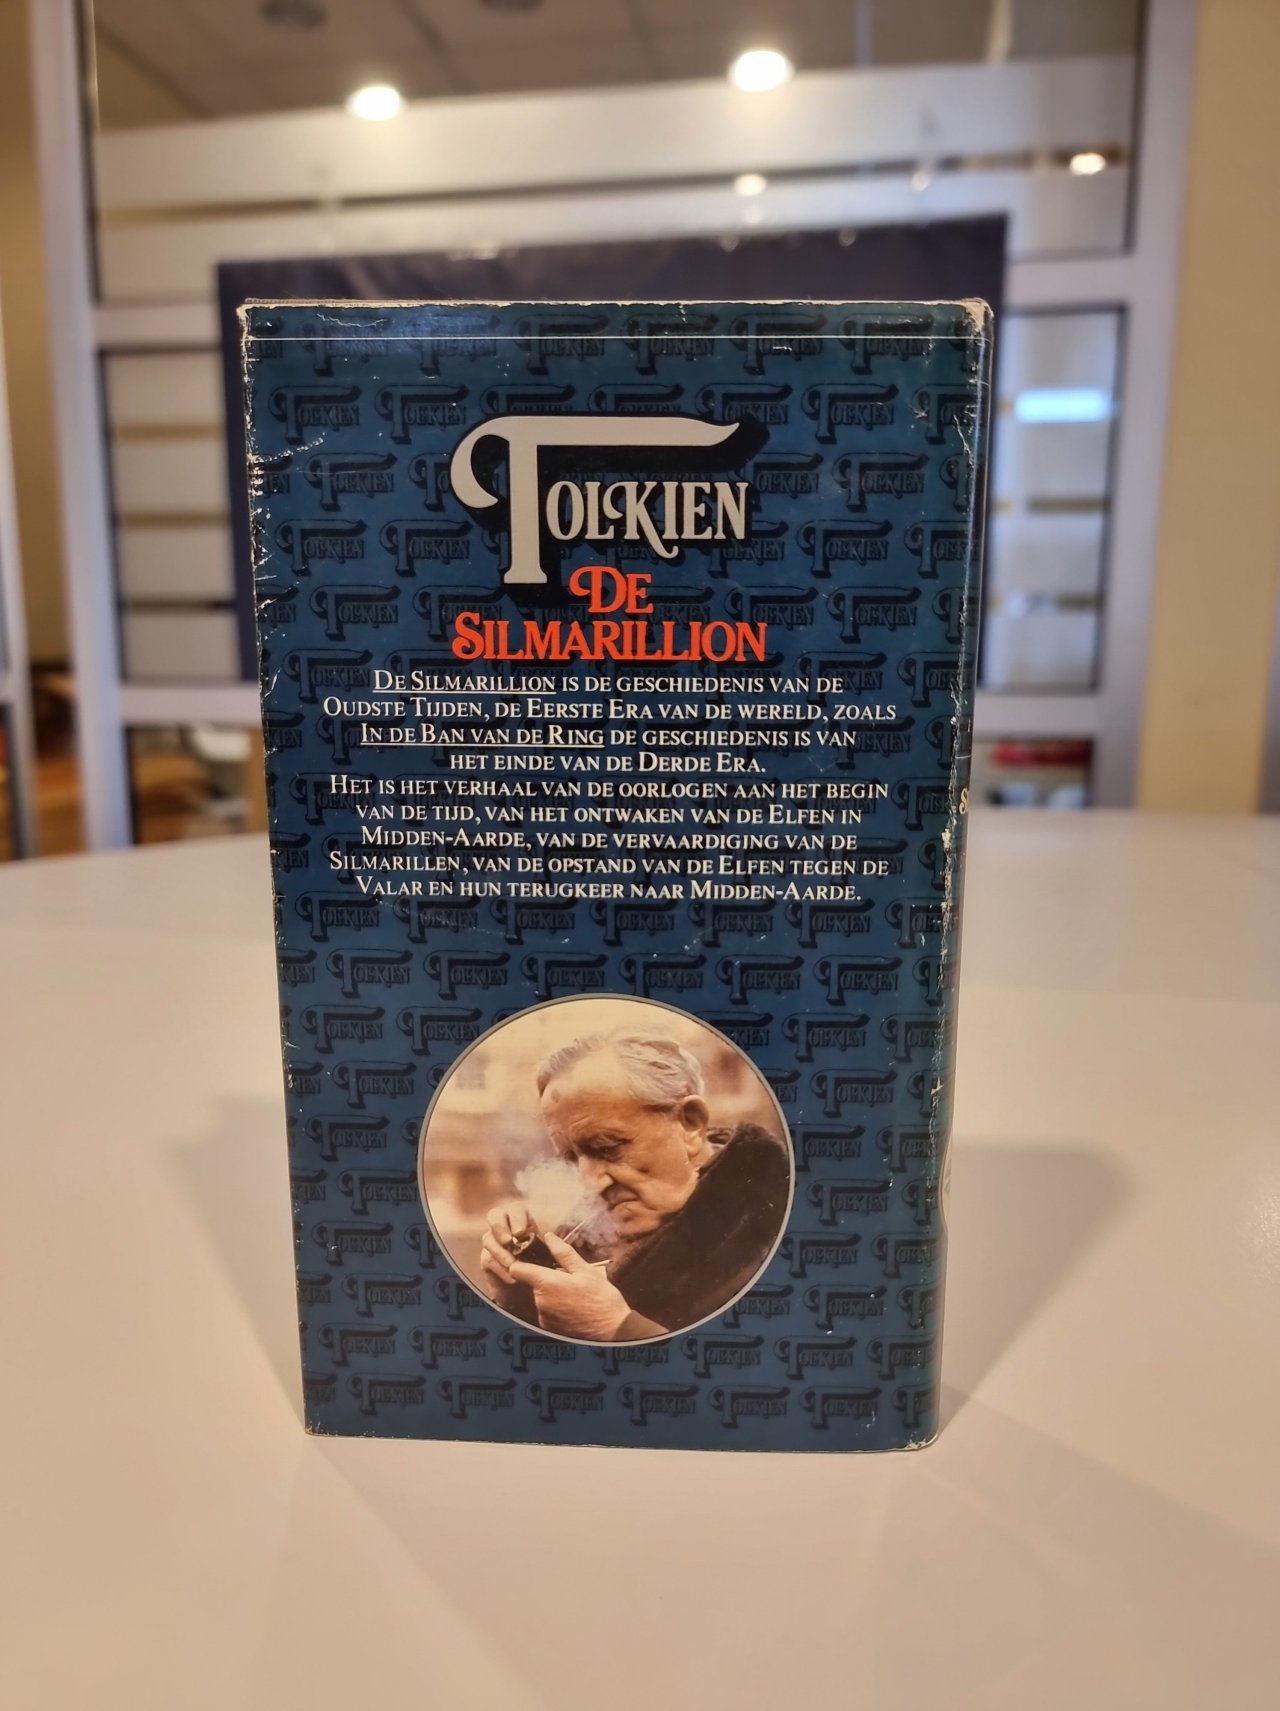 TOLKIEN
DE
SILMARILLION
DE SILMARILLION IS DE GESCHIEDENIS VAN DE
OUDSTE TIJDEN, DE EERSTE ERA VAN DE WERELD, ZOALS
IN DE BAN VAN DE RING DE GESCHIEDENIS IS VAN
HET EINDE VAN DE DERDE ERA.
HET IS HET VERHAAL VAN DE OORLOGEN AAN HET BEGIN
VAN DE TIJD, VAN HET ONTWAKEN VAN DE ELFEN IN
MIDDEN-AARDE, VAN DE VERVAARDIGING VAN DE
SILMARILLEN, VAN DE OPSTAND VAN DE ELFEN TEGEN DE
VALAR EN HUN TERUGKEER NAAR MIDDEN-AARDE.